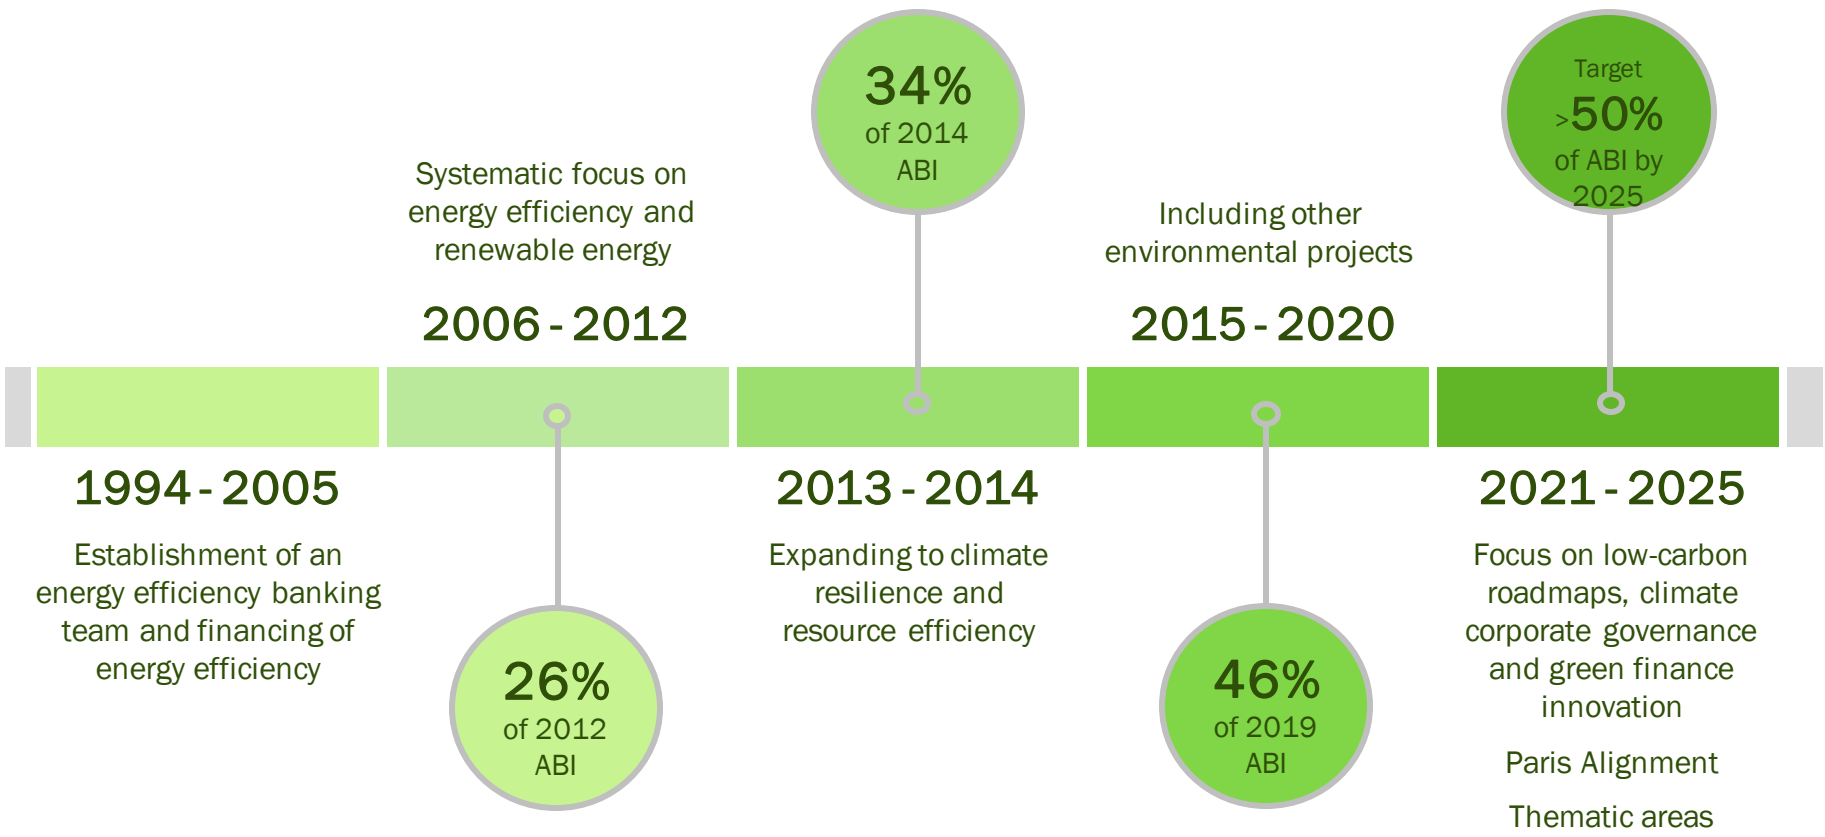 Systematic focus on
energy efficiency and
renewable energy
2006 - 2012
34%
of 2014
ABI
Including other
environmental projects
2015 - 2020
Target
>50%
of ABI by
2025
1994 - 2005
Establishment of an
energy efficiency banking
team and financing of
energy efficiency
26%
of 2012
ABI
2013 - 2014
Expanding to climate
resilience and
resource efficiency
46%
of 2019
ABI
2021 - 2025
Focus on low-carbon
roadmaps, climate
corporate governance
and green finance
innovation
Paris Alignment
Thematic areas